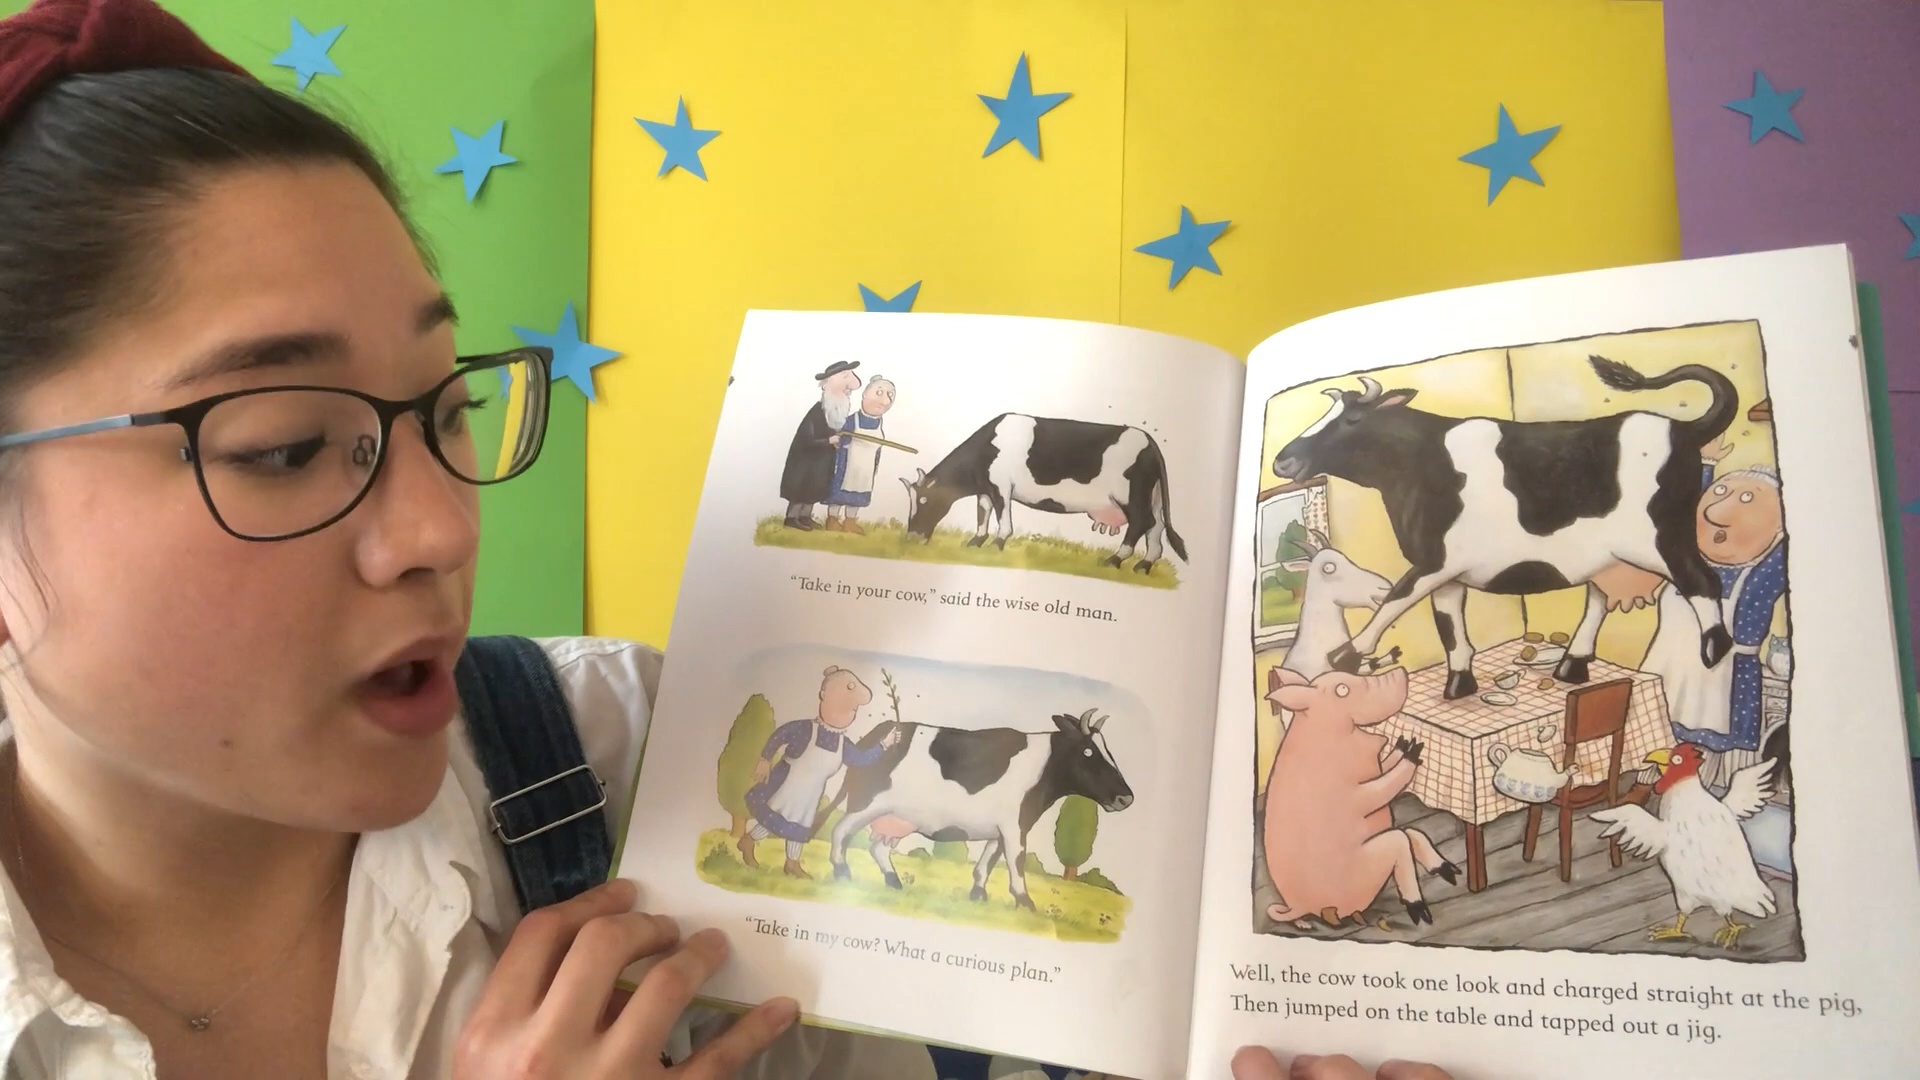 “Take in your cow,” said the wise old man.
“Take in my cow? What a curious plan.”
Well, the cow took one look and charged straight at the pig,
Then jumped on the table and tapped out a jig.